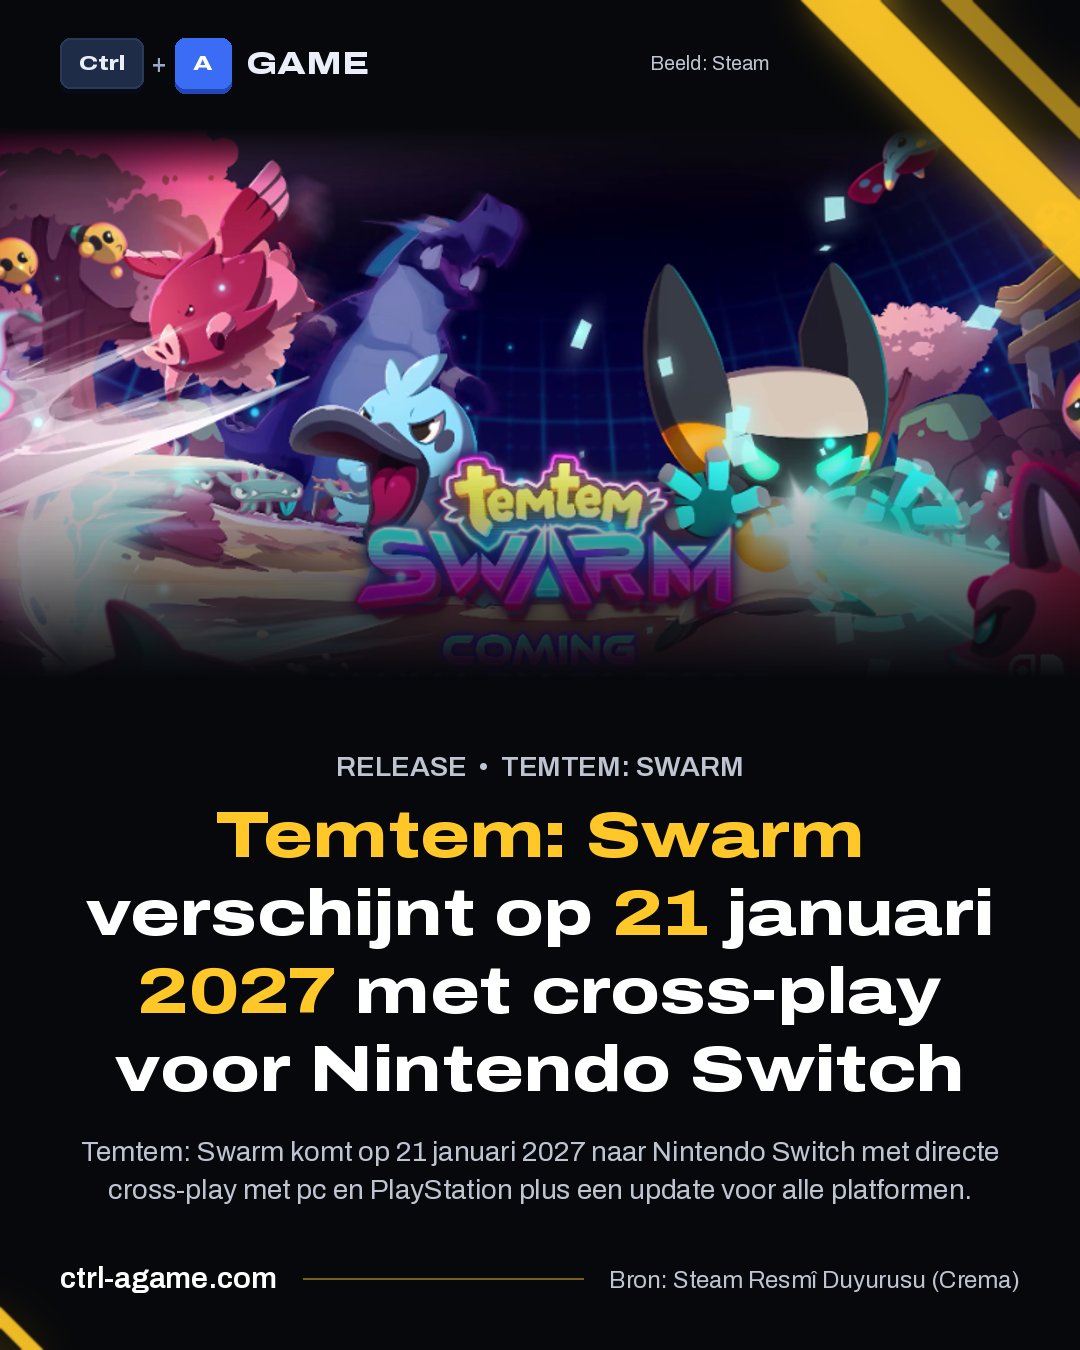 Ctrl + A GAME
Beeld: Steam
temtem
SWARM
COMING
RELEASE • TEMTEM: SWARM
Temtem: Swarm
verschijnt op 21 januari
2027 met cross-play
voor Nintendo Switch
Temtem: Swarm komt op 21 januari 2027 naar Nintendo Switch met directe
cross-play met pc en PlayStation plus een update voor alle platformen.
ctrl-agame.com
Bron: Steam Resmî Duyurusu (Crema)